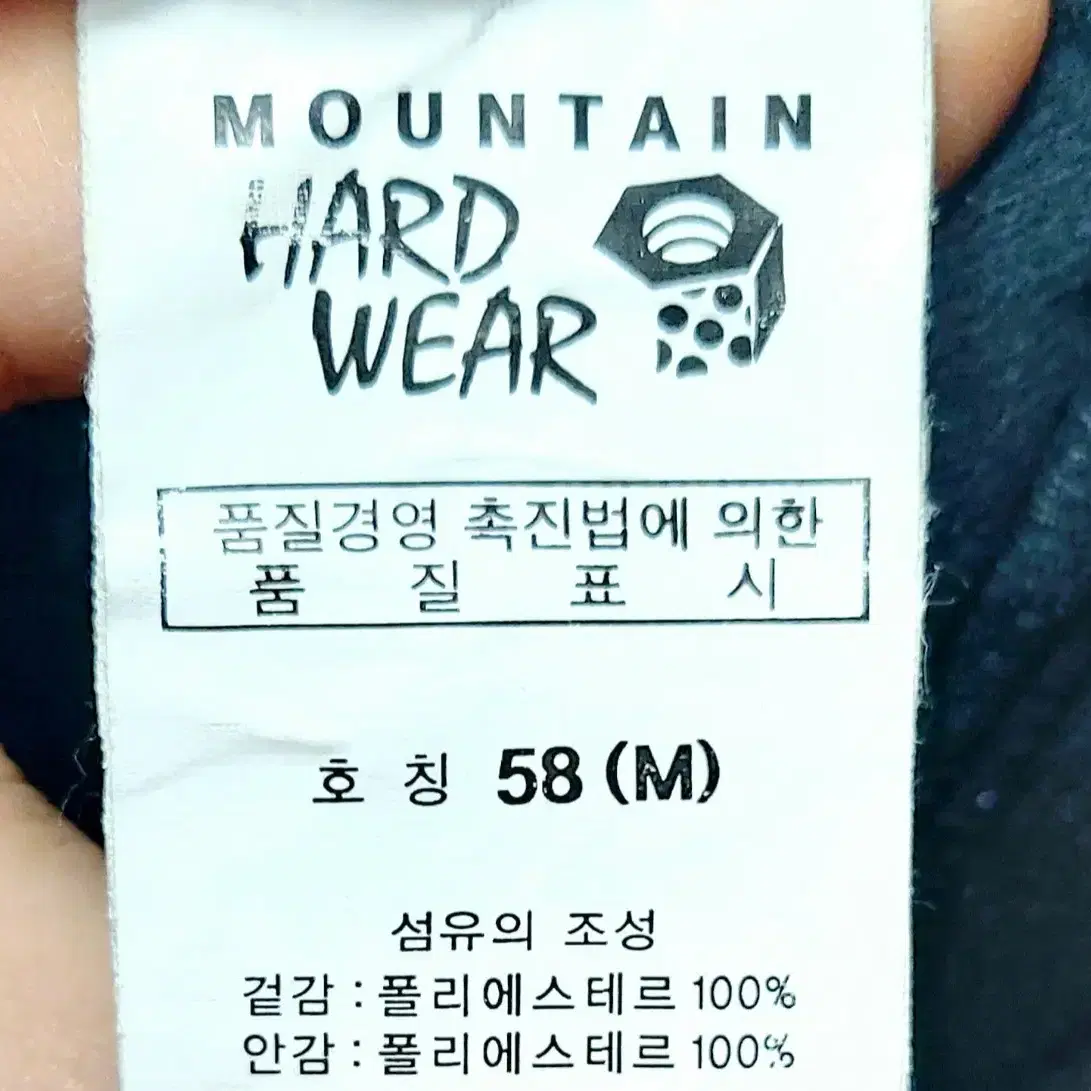 MOUNTAIN
HARD
WEAR
품질경영 촉진법에 의한
품 질 표 시
호 칭 58 (M)
섬유의 조성
겉감 : 폴리에스테르 100%
안감 : 폴리에스테르 100%